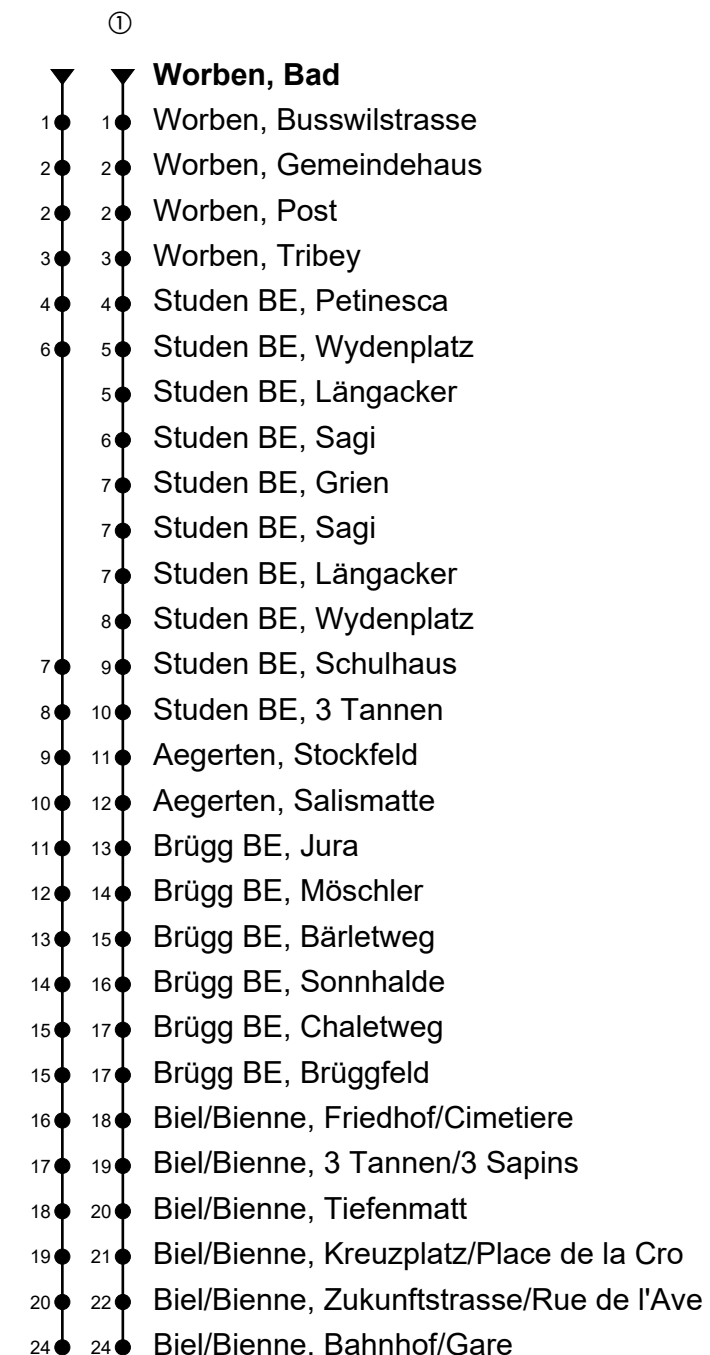 ①
Worben, Bad
1 1 Worben, Busswilstrasse
2 2 Worben, Gemeindehaus
2 2 Worben, Post
3 3 Worben, Tribey
4 4 Studen BE, Petinesca
6 5 Studen BE, Wydenplatz
5 Studen BE, Längacker
6 Studen BE, Sagi
7 Studen BE, Grien
7 Studen BE, Sagi
7 Studen BE, Längacker
8 Studen BE, Wydenplatz
7 9 Studen BE, Schulhaus
8 10 Studen BE, 3 Tannen
9 11 Aegerten, Stockfeld
10 12 Aegerten, Salismatte
11 13 Brügg BE, Jura
12 14 Brügg BE, Möschler
13 15 Brügg BE, Bärletweg
14 16 Brügg BE, Sonnhalde
15 17 Brügg BE, Chaletweg
15 17 Brügg BE, Brüggfeld
16 18 Biel/Bienne, Friedhof/Cimetiere
17 19 Biel/Bienne, 3 Tannen/3 Sapins
18 20 Biel/Bienne, Tiefenmatt
19 21 Biel/Bienne, Kreuzplatz/Place de la Cro
20 22 Biel/Bienne, Zukunftstrasse/Rue de l'Ave
24 24 Biel/Bienne, Bahnhof/Gare